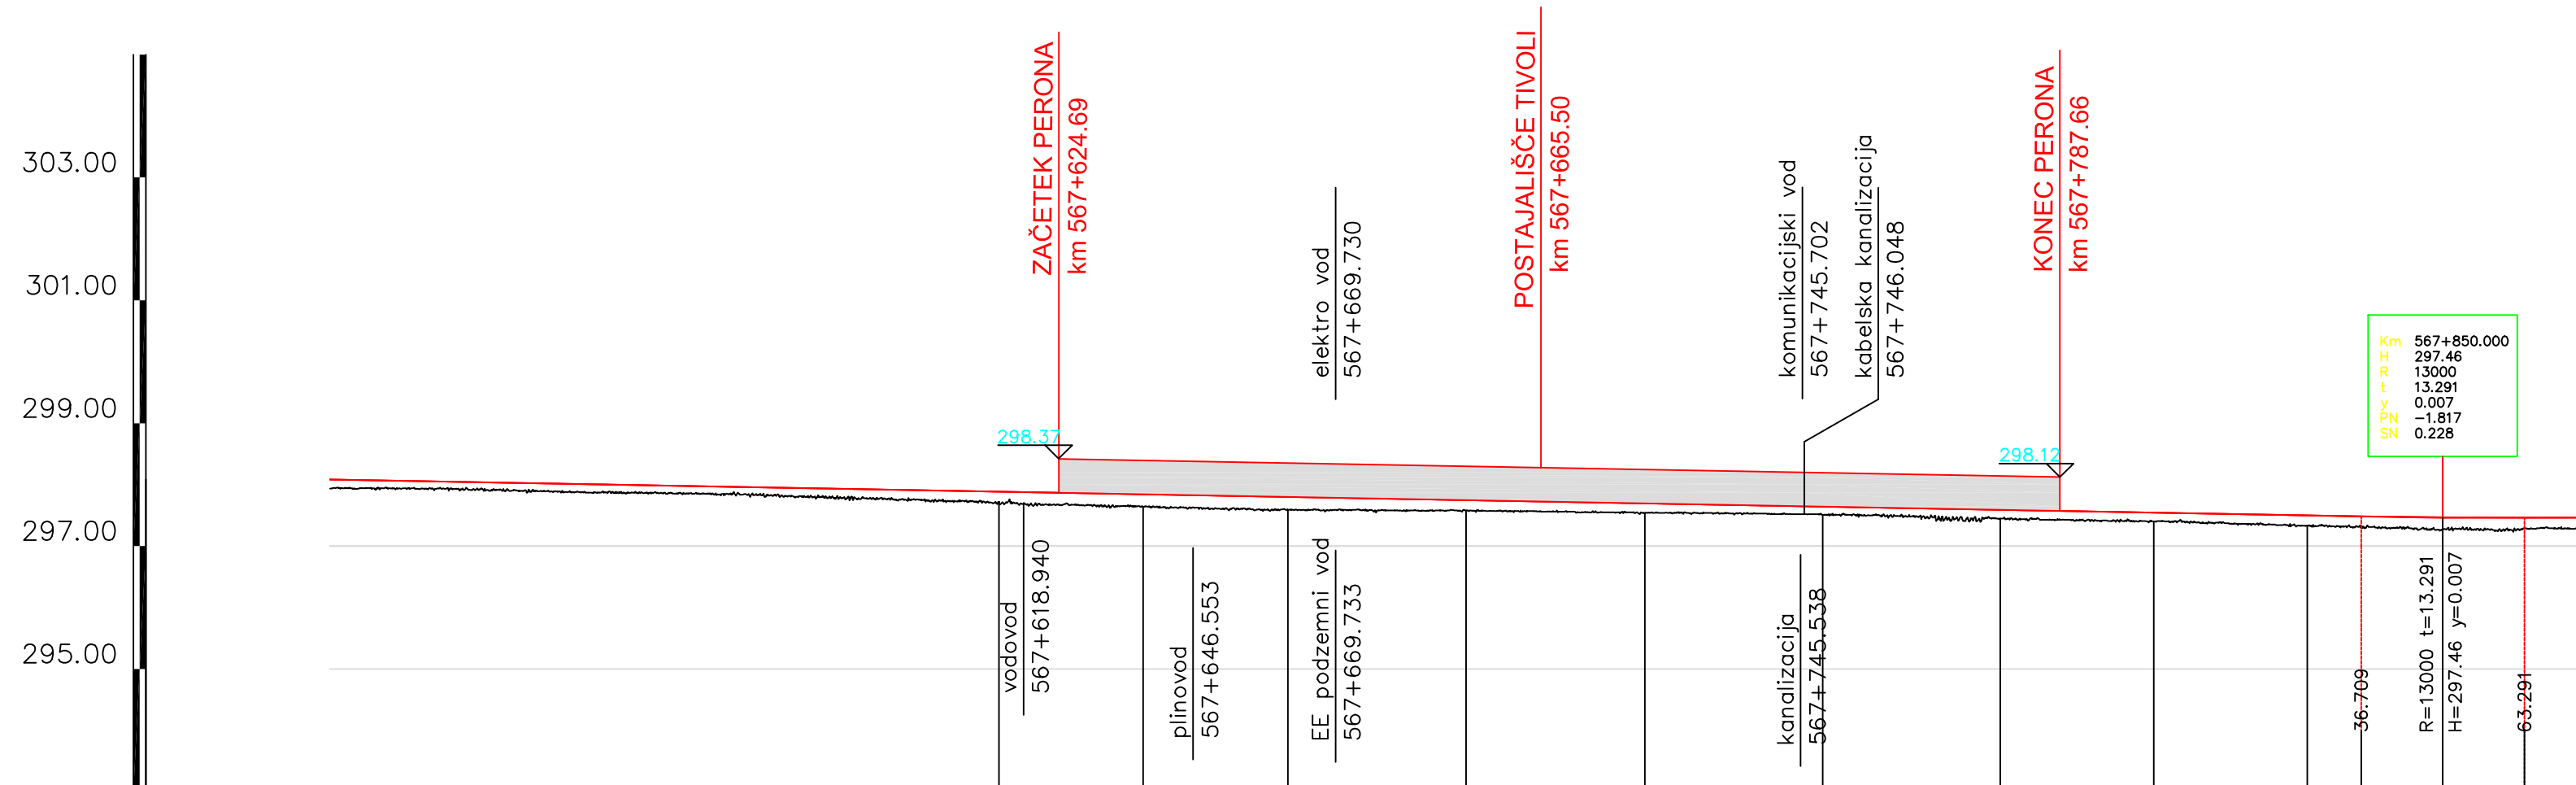 303.00
301.00
299.00
297.00
295.00
ZAČETEK PERONA
km 567+624.69
298.37
elektro vod
567+669.730
POSTAJALIŠČE TIVOLI
km 567+665.50
komunikacijski vod
567+745.702
kabelska kanalizacija
567+746.048
KONEC PERONA
km 567+787.66
298.12
Km 567+850.000
H 297.46
R 13000
t 13.291
y 0.007
PN -1.817
SN 0.228
vodovod
567+618.940
plinovod
567+646.553
EE podzemni vod
567+669.733
kanalizacija
567+745.538
36.709
R=13000 t=13.291
H=297.46 y=0.007
63.291